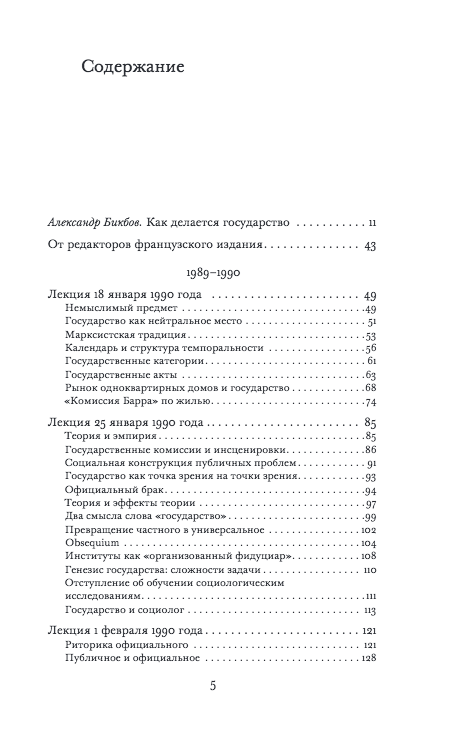 Содержание
Александр Бикбов. Как делается государство ........... 11
От редакторов французского издания............... 43
1989–1990
Лекция 18 января 1990 года ....................... 49
Немыслимый предмет ............................49
Государство как нейтральное место .................. 51
Марксистская традиция........................... 53
Календарь и структура темпоральности ............... 56
Государственные категории......................... 61
Государственные акты ............................ 63
Рынок одноквартирных домов и государство ........... 68
«Комиссия Барра» по жилью........................ 74
Лекция 25 января 1990 года ........................ 85
Теория и эмпирия................................ 85
Государственные комиссии и инсценировки............ 86
Социальная конструкция публичных проблем .......... 91
Государство как точка зрения на точки зрения.......... 93
Официальный брак............................... 94
Теория и эффекты теории ......................... 97
Два смысла слова «государство»..................... 99
Превращение частного в универсальное .............. 102
Obsequium .................................... 104
Институты как «организованный фидуциар»........... 108
Генезис государства: сложности задачи ............... 110
Отступление об обучении социологическим
исследованиям.................................. 111
Государство и социолог ........................... 113
Лекция 1 февраля 1990 года........................ 121
Риторика официального .......................... 121
Публичное и официальное ........................ 128
5